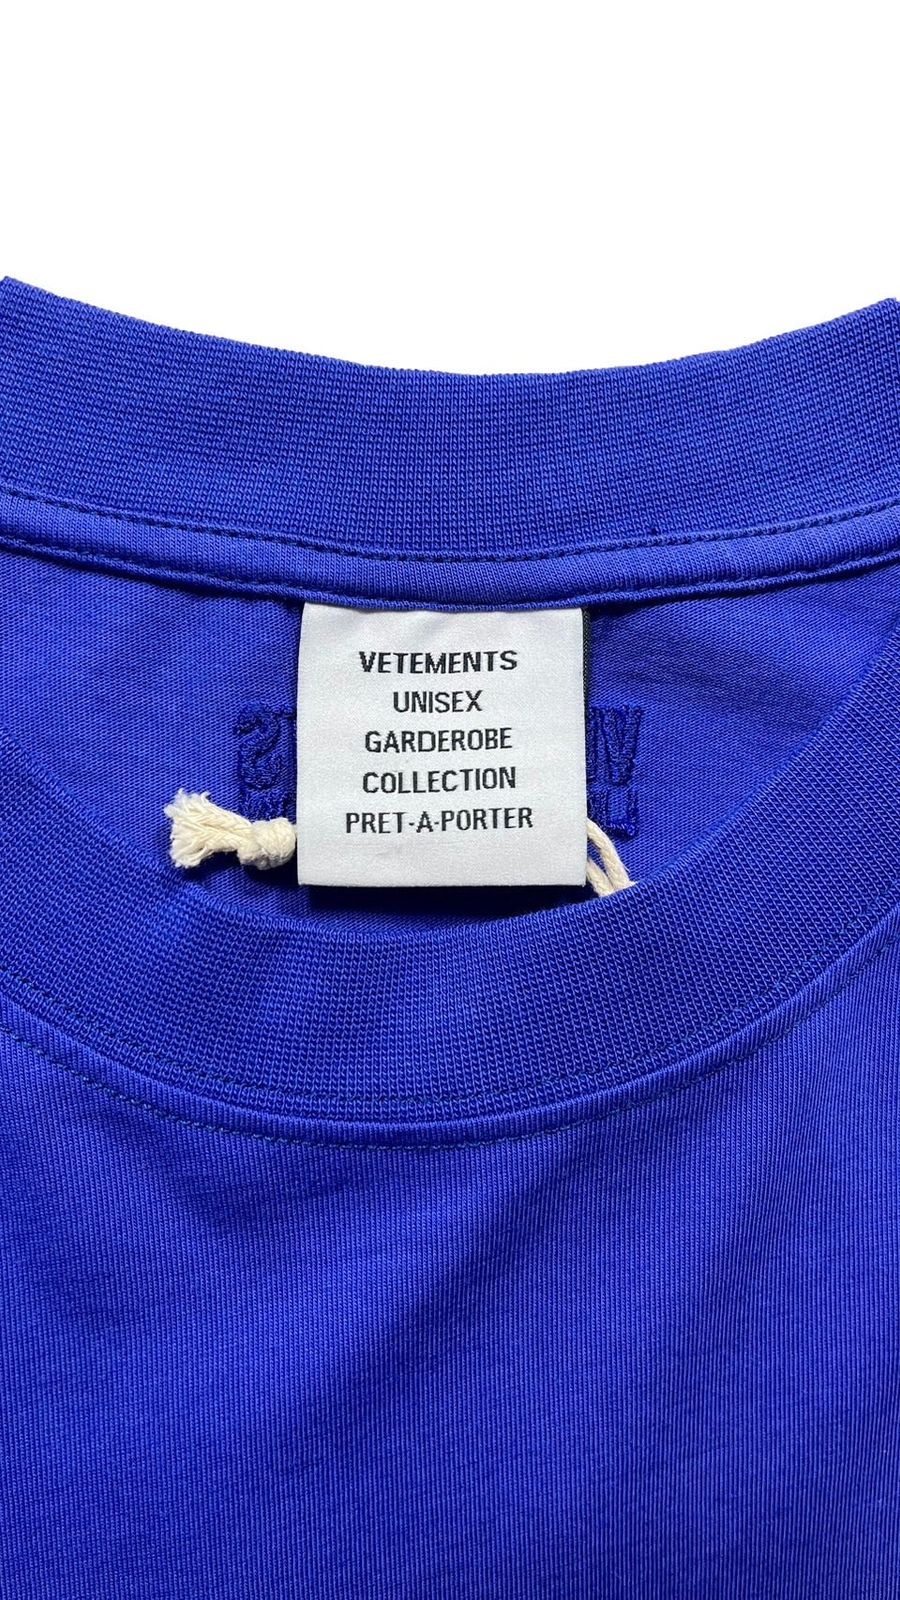 VETEMENTS
UNISEX
GARDEROBE
COLLECTION
PRET-A-PORTER